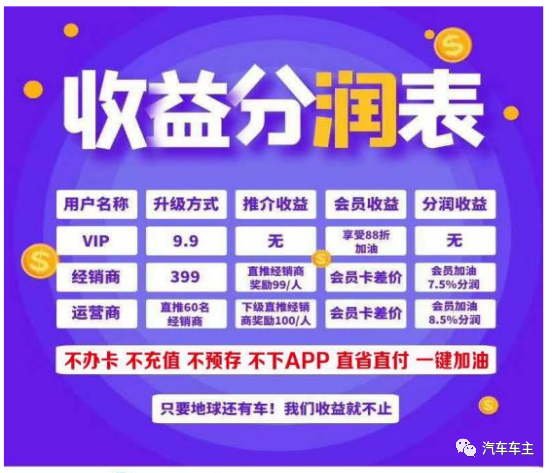 收益分润表
用户名称 升级方式 推介收益 会员收益 分润收益
VIP 9.9 无 享受88折加油 无
经销商 399 直推经销商奖励99/人 会员卡差价 会员加油7.5%分润
运营商 直推60名经销商 下级直推经销商奖励100/人 会员卡差价 会员加油8.5%分润
不办卡 不充值 不预存 不下APP 直省直付 一键加油
只要地球还有车！我们收益就不止
汽车车主